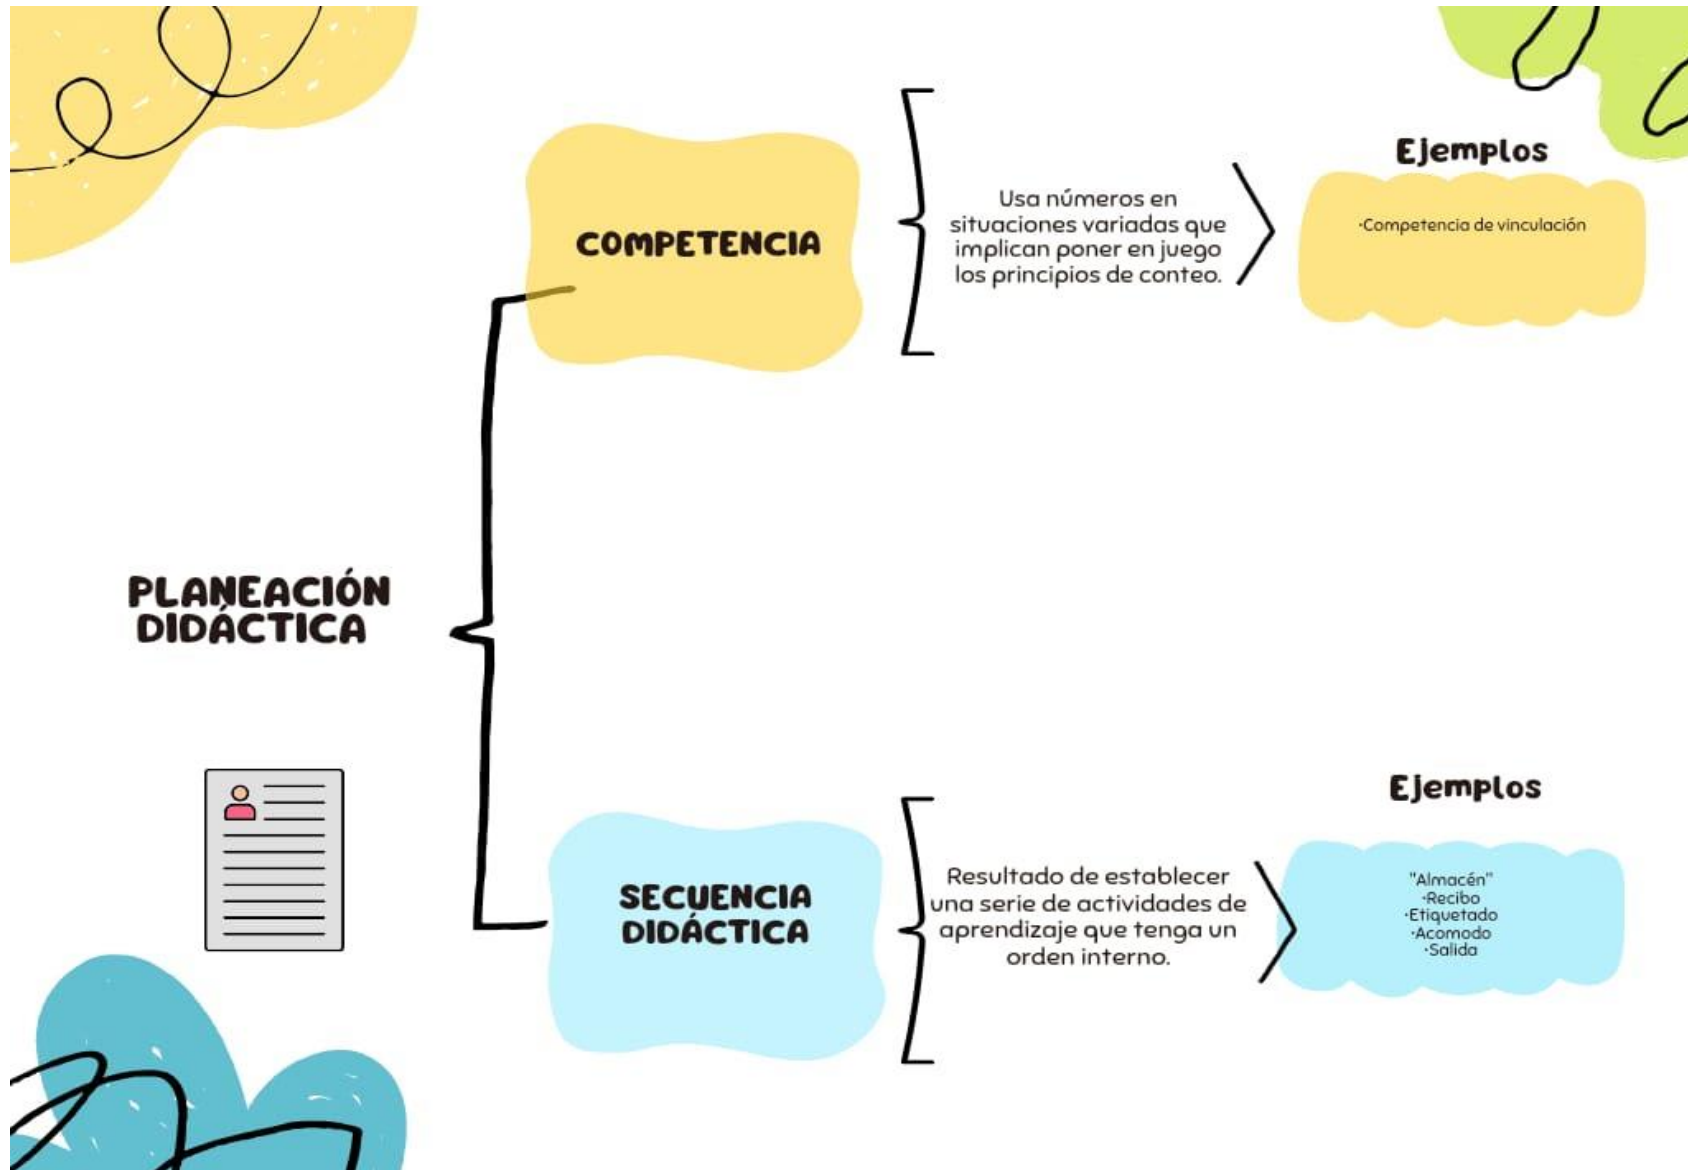 PLANEACIÓN
DIDÁCTICA
COMPETENCIA
Usa números en
situaciones variadas que
implican poner en juego
los principios de conteo.
Ejemplos
·Competencia de vinculación
SECUENCIA
DIDÁCTICA
Resultado de establecer
una serie de actividades de
aprendizaje que tenga un
orden interno.
Ejemplos
"Almacén"
·Recibo
·Etiquetado
·Acomodo
·Salida